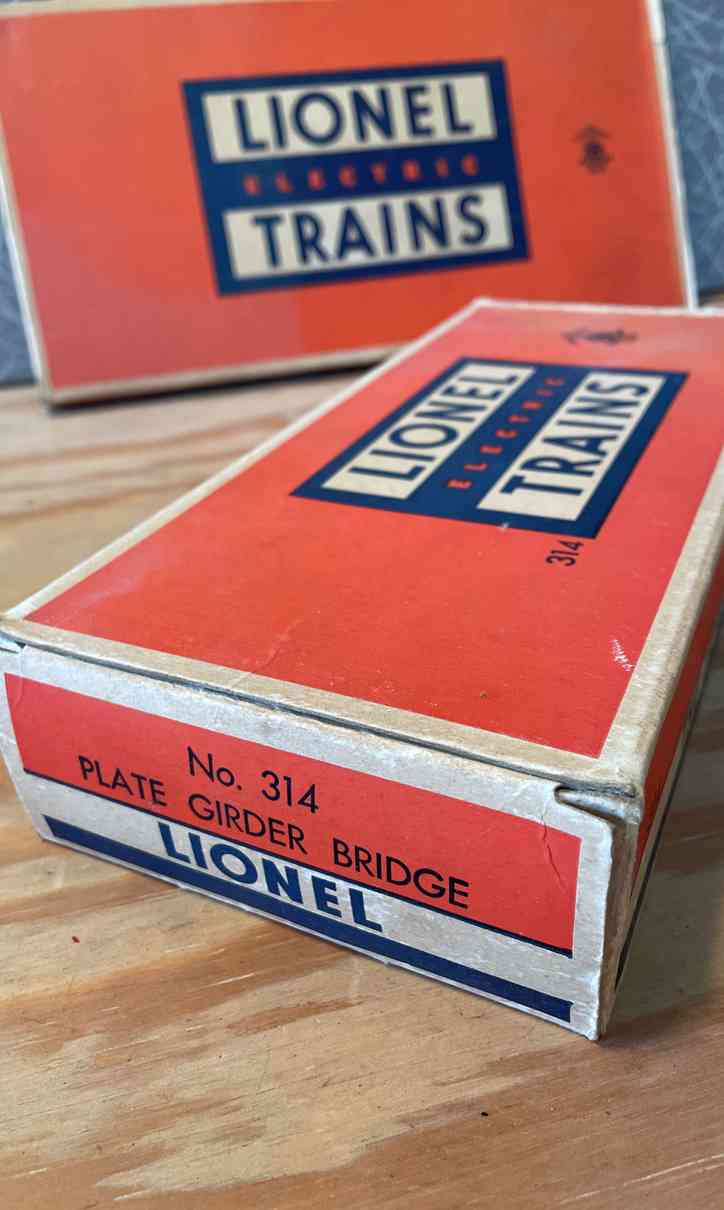 LIONEL
ELECTRIC
TRAINS
LIONEL
ELECTRIC
TRAINS
314
No. 314
PLATE GIRDER BRIDGE
LIONEL